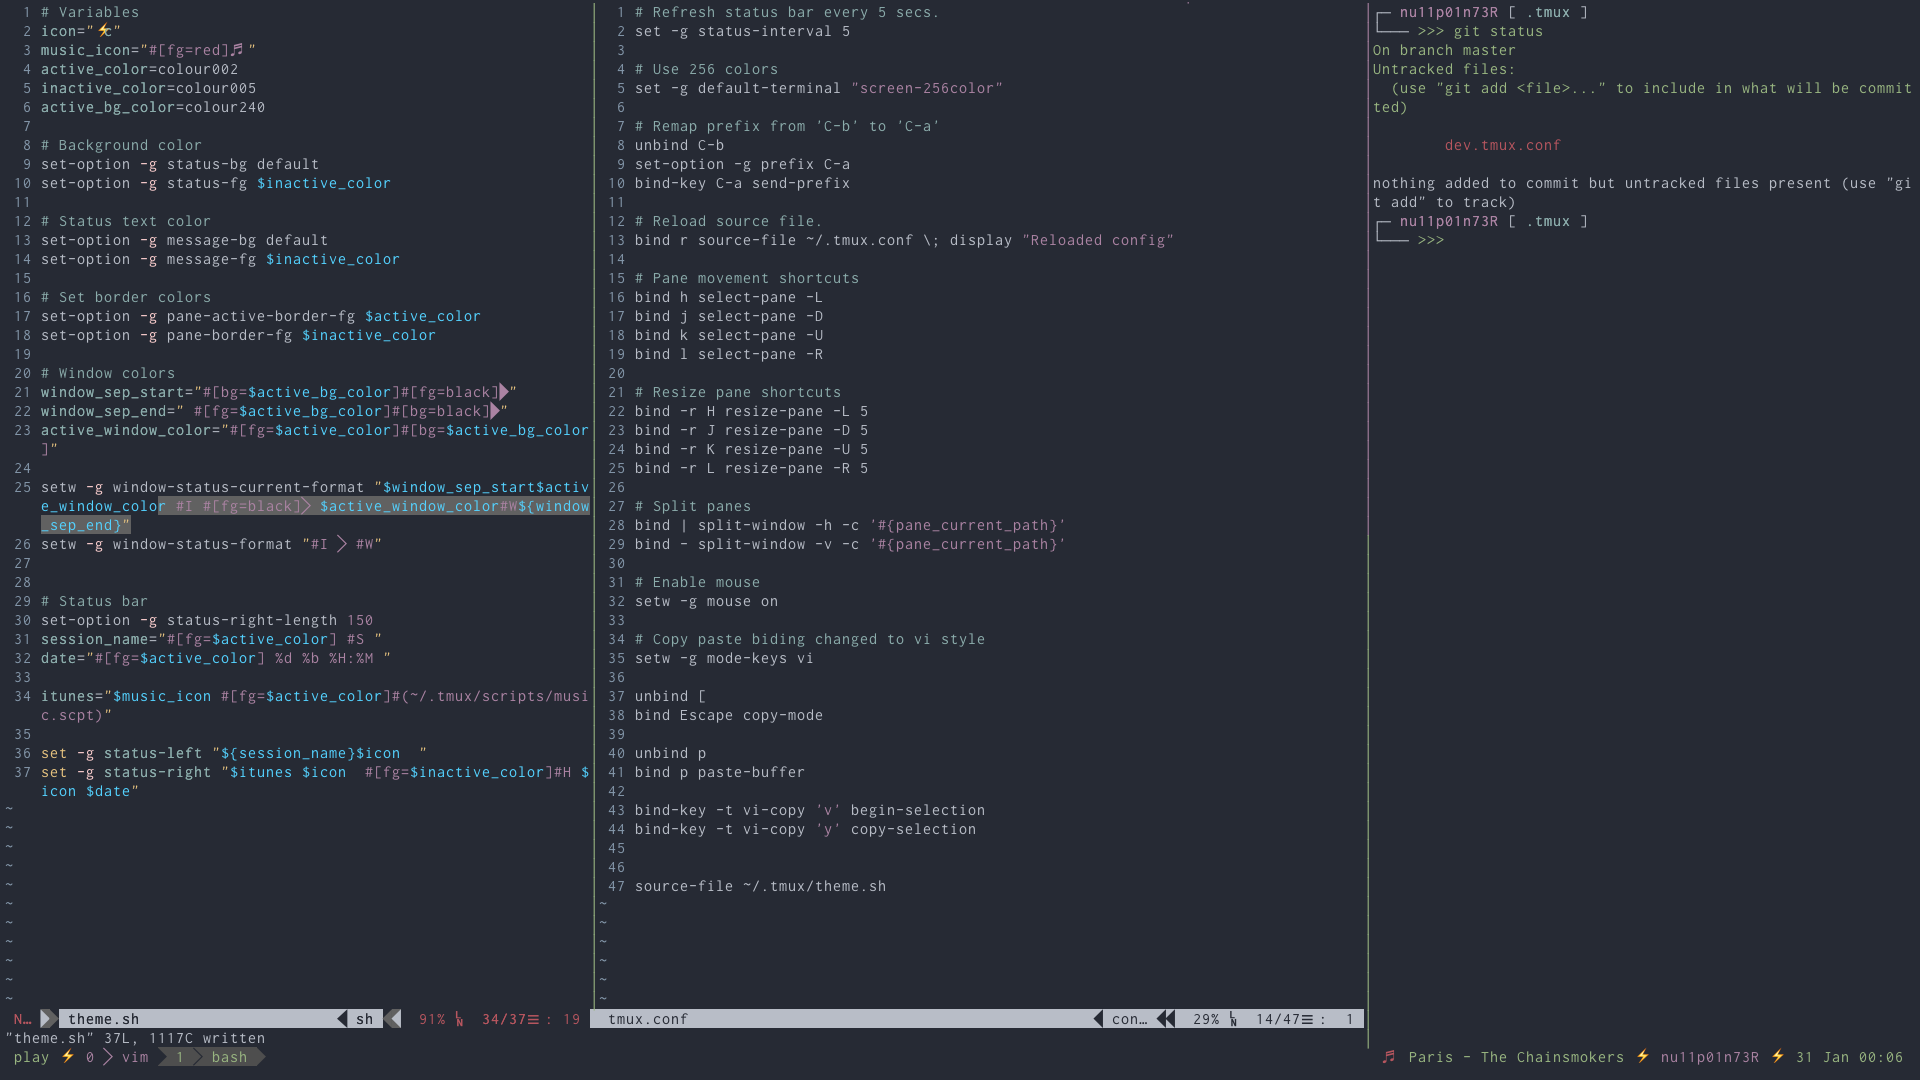 1 # Variables
2 icon="⚡c"
3 music_icon="#[fg=red]♬ "
4 active_color=colour002
5 inactive_color=colour005
6 active_bg_color=colour240
7
8 # Background color
9 set-option -g status-bg default
10 set-option -g status-fg $inactive_color
11
12 # Status text color
13 set-option -g message-bg default
14 set-option -g message-fg $inactive_color
15
16 # Set border colors
17 set-option -g pane-active-border-fg $active_color
18 set-option -g pane-border-fg $inactive_color
19
20 # Window colors
21 window_sep_start="#[bg=$active_bg_color]#[fg=black]"
22 window_sep_end=" #[fg=$active_bg_color]#[bg=black]"
23 active_window_color="#[fg=$active_color]#[bg=$active_bg_color
]"
24
25 setw -g window-status-current-format "$window_sep_start$activ
e_window_color #I #[fg=black] $active_window_color#W${window
_sep_end}"
26 setw -g window-status-format "#I  #W"
27
28
29 # Status bar
30 set-option -g status-right-length 150
31 session_name="#[fg=$active_color] #S "
32 date="#[fg=$active_color] %d %b %H:%M "
33
34 itunes="$music_icon #[fg=$active_color]#(~/.tmux/scripts/musi
c.scpt)"
35
36 set -g status-left "${session_name}$icon  "
37 set -g status-right "$itunes $icon  #[fg=$inactive_color]#H $
icon $date"
~
~
~
~
~
~
~
~
~
~
~
N… theme.sh sh 91% LN 34/37☰ : 19
"theme.sh" 37L, 1117C written
1 # Refresh status bar every 5 secs.
2 set -g status-interval 5
3
4 # Use 256 colors
5 set -g default-terminal "screen-256color"
6
7 # Remap prefix from 'C-b' to 'C-a'
8 unbind C-b
9 set-option -g prefix C-a
10 bind-key C-a send-prefix
11
12 # Reload source file.
13 bind r source-file ~/.tmux.conf \; display "Reloaded config"
14
15 # Pane movement shortcuts
16 bind h select-pane -L
17 bind j select-pane -D
18 bind k select-pane -U
19 bind l select-pane -R
20
21 # Resize pane shortcuts
22 bind -r H resize-pane -L 5
23 bind -r J resize-pane -D 5
24 bind -r K resize-pane -U 5
25 bind -r L resize-pane -R 5
26
27 # Split panes
28 bind | split-window -h -c '#{pane_current_path}'
29 bind - split-window -v -c '#{pane_current_path}'
30
31 # Enable mouse
32 setw -g mouse on
33
34 # Copy paste biding changed to vi style
35 setw -g mode-keys vi
36
37 unbind [
38 bind Escape copy-mode
39
40 unbind p
41 bind p paste-buffer
42
43 bind-key -t vi-copy 'v' begin-selection
44 bind-key -t vi-copy 'y' copy-selection
45
46
47 source-file ~/.tmux/theme.sh
~
~
~
~
~
~
tmux.conf con… 29% LN 14/47☰ : 1
┌─ nu11p01n73R [ .tmux ]
└── >>> git status
On branch master
Untracked files:
(use "git add <file>..." to include in what will be commit
ted)
dev.tmux.conf
nothing added to commit but untracked files present (use "gi
t add" to track)
┌─ nu11p01n73R [ .tmux ]
└── >>>
play ⚡ 0 > vim 1 > bash
♬ Paris - The Chainsmokers ⚡ nu11p01n73R ⚡ 31 Jan 00:06